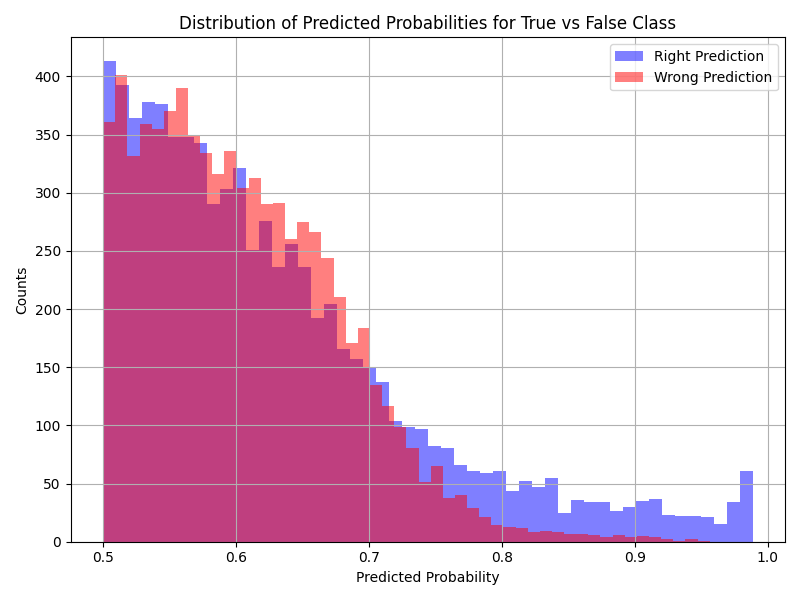 Distribution of Predicted Probabilities for True vs False Class
Right Prediction
Wrong Prediction
Counts
400
350
300
250
200
150
100
50
0
0.5 0.6 0.7 0.8 0.9 1.0
Predicted Probability